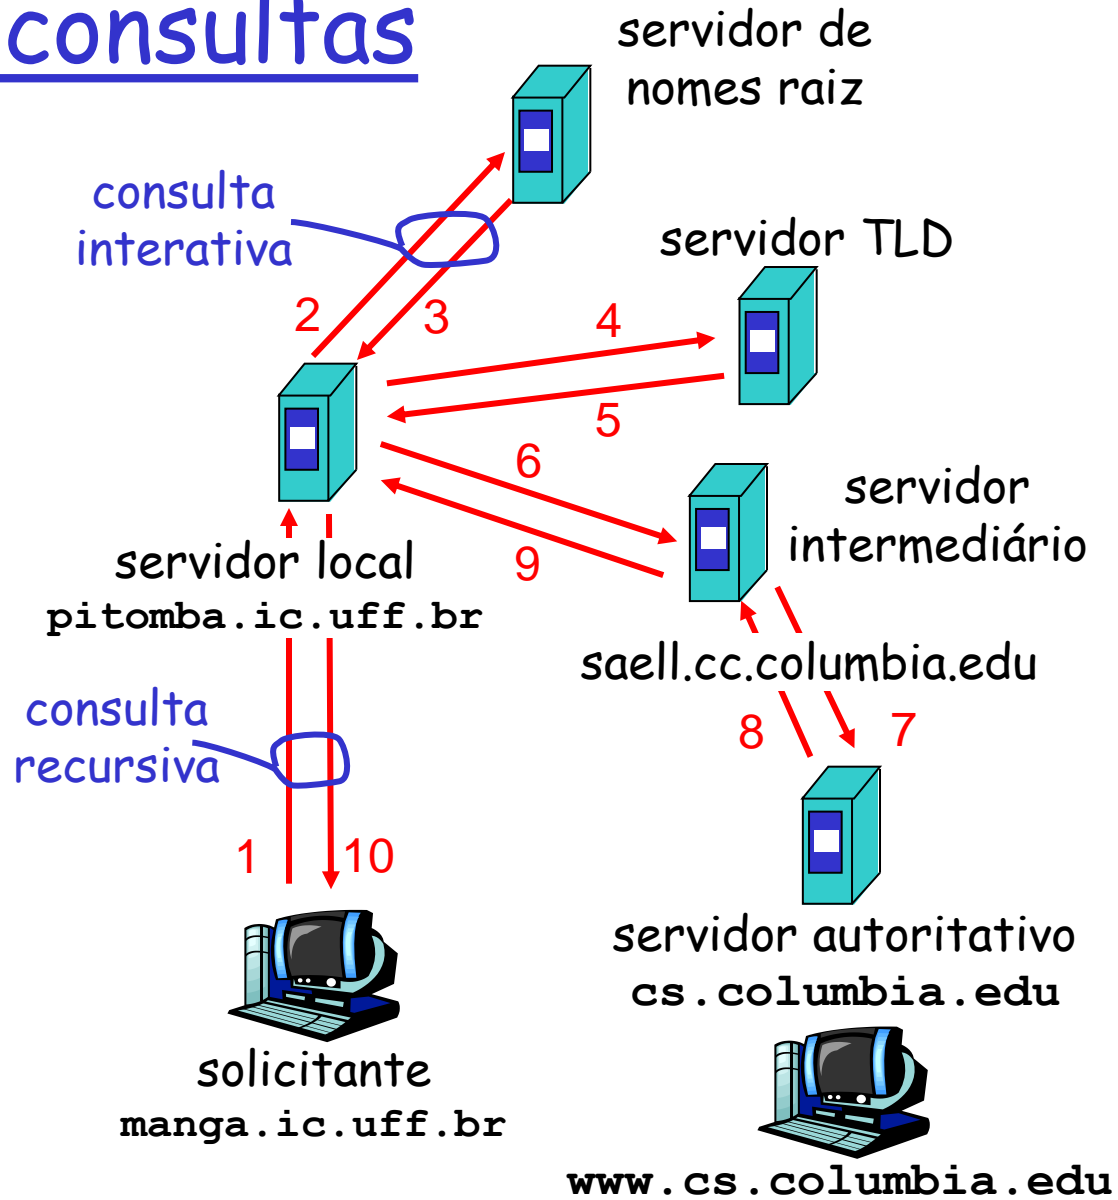 consultas
servidor de
nomes raiz
consulta
interativa
servidor TLD
2
3
4
5
6
servidor
intermediário
9
servidor local
pitomba.ic.uff.br
saell.cc.columbia.edu
consulta
recursiva
8
7
1
10
servidor autoritativo
cs.columbia.edu
solicitante
manga.ic.uff.br
www.cs.columbia.edu